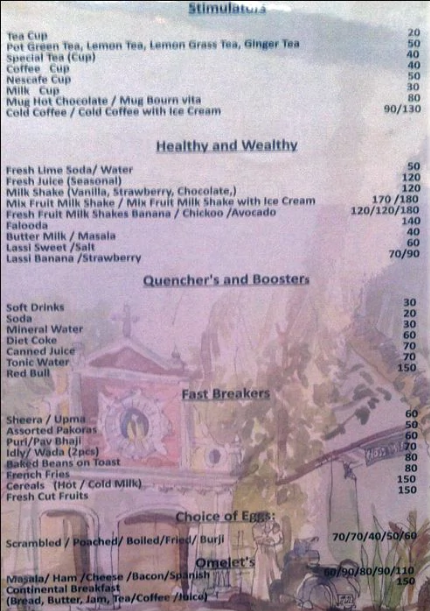 Stimulators
Tea Cup 20
Pot Green Tea, Lemon Tea, Lemon Grass Tea, Ginger Tea 50
Special Tea (Cup) 40
Coffee Cup 40
Nescafe Cup 50
Milk Cup 30
Mug Hot Chocolate / Mug Bourn vita 80
Cold Coffee / Cold Coffee with Ice Cream 90/130
Healthy and Wealthy
Fresh Lime Soda/ Water 50
Fresh Juice (Seasonal) 120
Milk Shake (Vanilla, Strawberry, Chocolate,) 120
Mix Fruit Milk Shake / Mix Fruit Milk Shake with Ice Cream 170 /180
Fresh Fruit Milk Shakes Banana / Chickoo /Avocado 120/120/180
Falooda 140
Butter Milk / Masala 40
Lassi Sweet /Salt 60
Lassi Banana /Strawberry 70/90
Quencher's and Boosters
Soft Drinks 30
Soda 20
Mineral Water 30
Diet Coke 60
Canned Juice 70
Tonic Water 70
Red Bull 150
Fast Breakers
Sheera / Upma 60
Assorted Pakoras 50
Puri/Pav Bhaji 60
Idly/ Wada (2pcs) 70
Baked Beans on Toast 80
French Fries 80
Cereals (Hot / Cold Milk) 150
Fresh Cut Fruits 150
Choice of Eggs:
Scrambled / Poached/ Boiled/Fried/ Burji 70/70/40/50/60
Omelet's
Masala/ Ham /Cheese /Bacon/Spanish 60/90/80/90/110
Continental Breakfast 150
(Bread, Butter, Jam, Tea/Coffee /Juice)